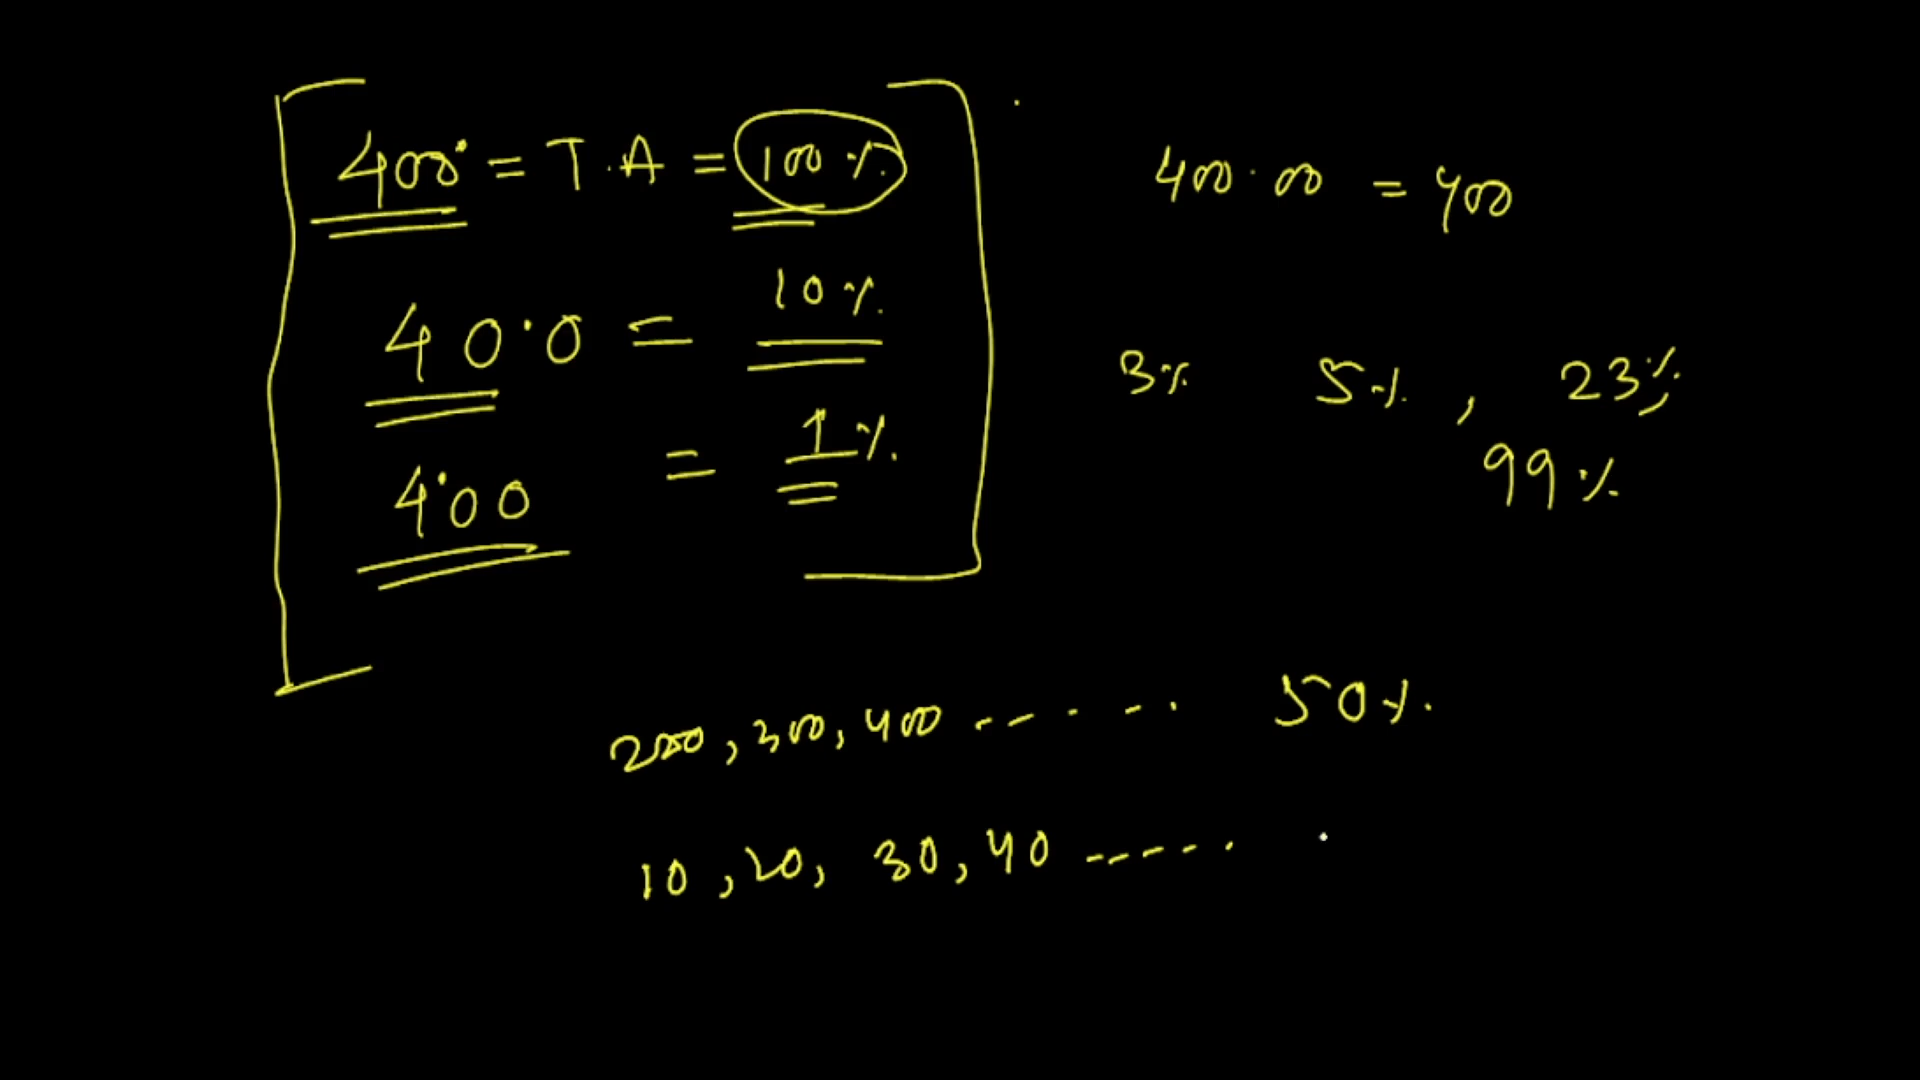 400. = T.A = 100%
40.0 = 10%
4.00 = 1%
400.00 = 400
3% 5%, 23%,
99%
200, 300, 400 ----- 50%.
10, 20, 30, 40 -----